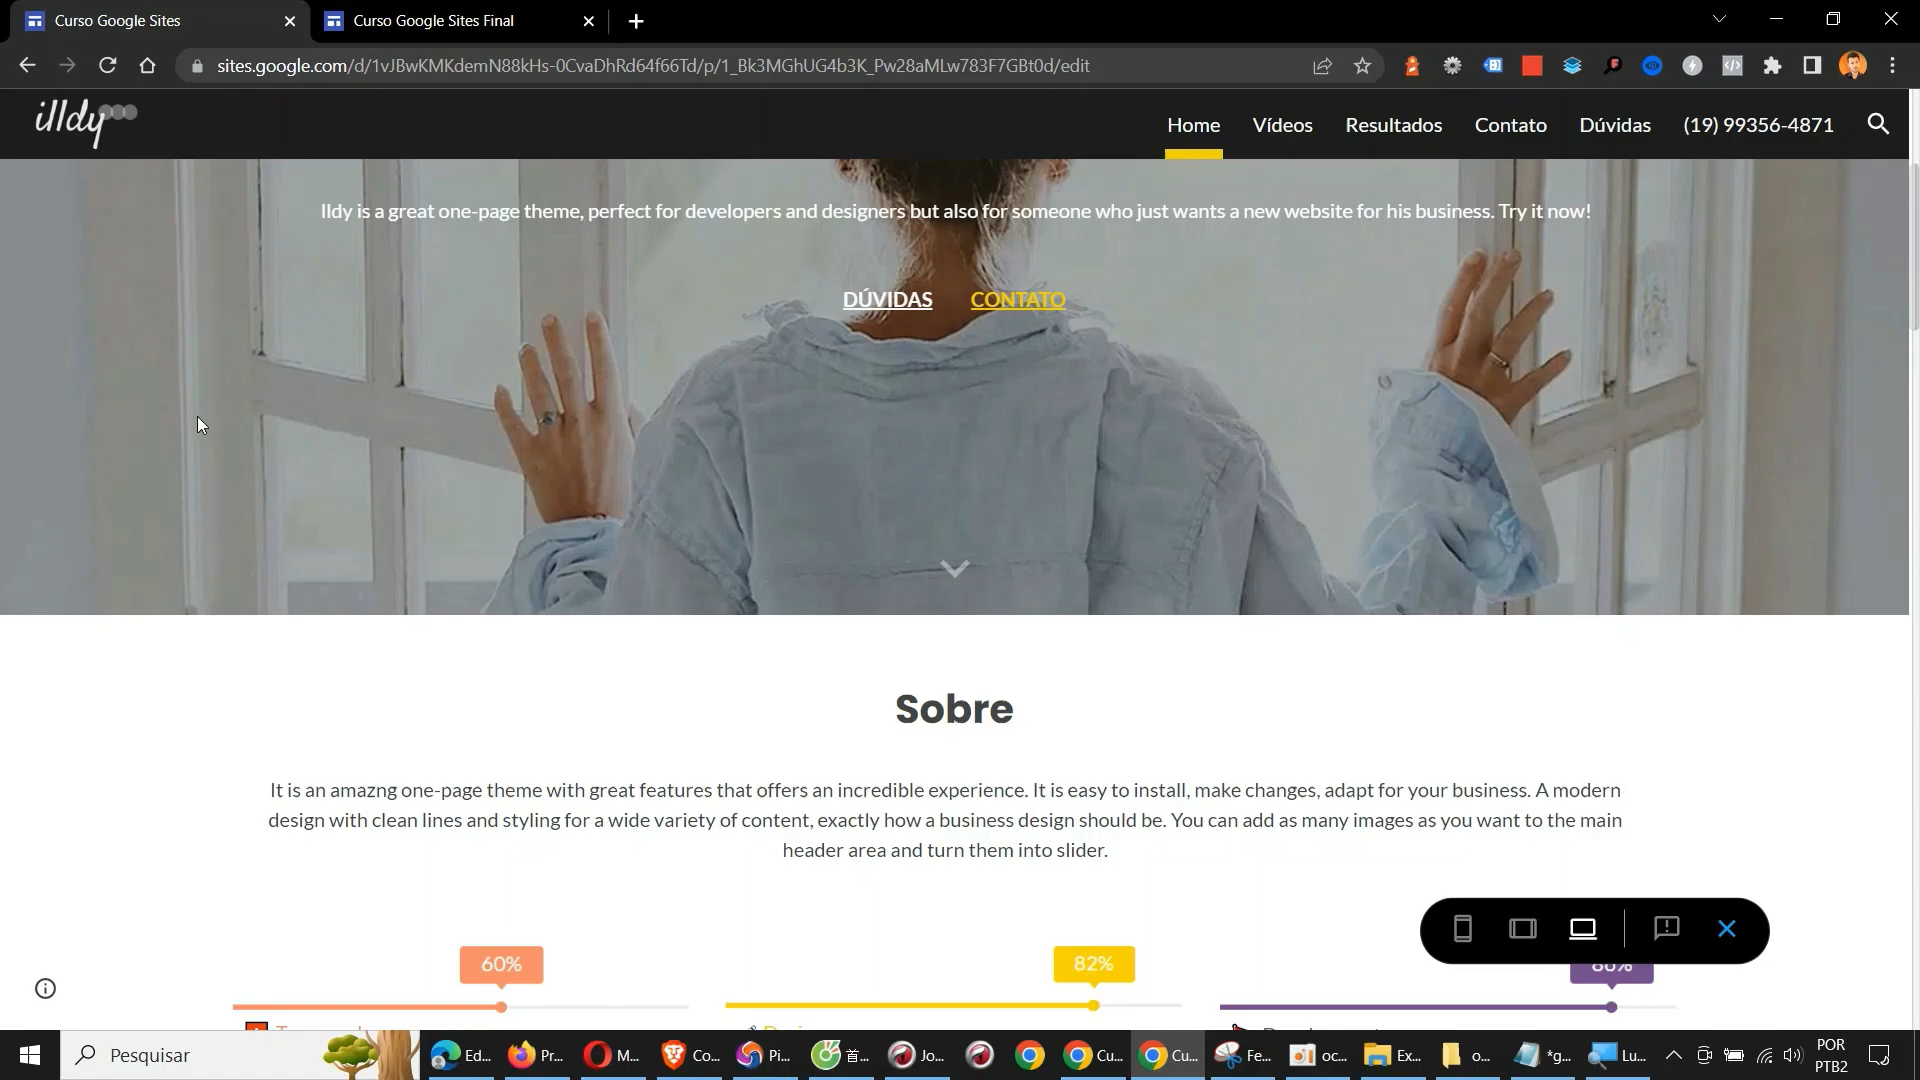 Curso Google Sites
Curso Google Sites Final
sites.google.com/d/1vJBwKMKdemN88kHs-0CvaDhRd64f66Td/p/1_Bk3MGhUG4b3K_Pw28aMLw783F7GBt0d/edit
illdy
Home
Vídeos
Resultados
Contato
Dúvidas
(19) 99356-4871
Ildy is a great one-page theme, perfect for developers and designers but also for someone who just wants a new website for his business. Try it now!
DÚVIDAS
CONTATO
Sobre
It is an amazng one-page theme with great features that offers an incredible experience. It is easy to install, make changes, adapt for your business. A modern
design with clean lines and styling for a wide variety of content, exactly how a business design should be. You can add as many images as you want to the main
header area and turn them into slider.
60%
82%
Pesquisar
Ed...
Pr...
M...
Co...
Pi...
首...
Jo...
Cu...
Cu...
Fe...
oc...
Ex...
o...
*g...
Lu...
POR
PTB2